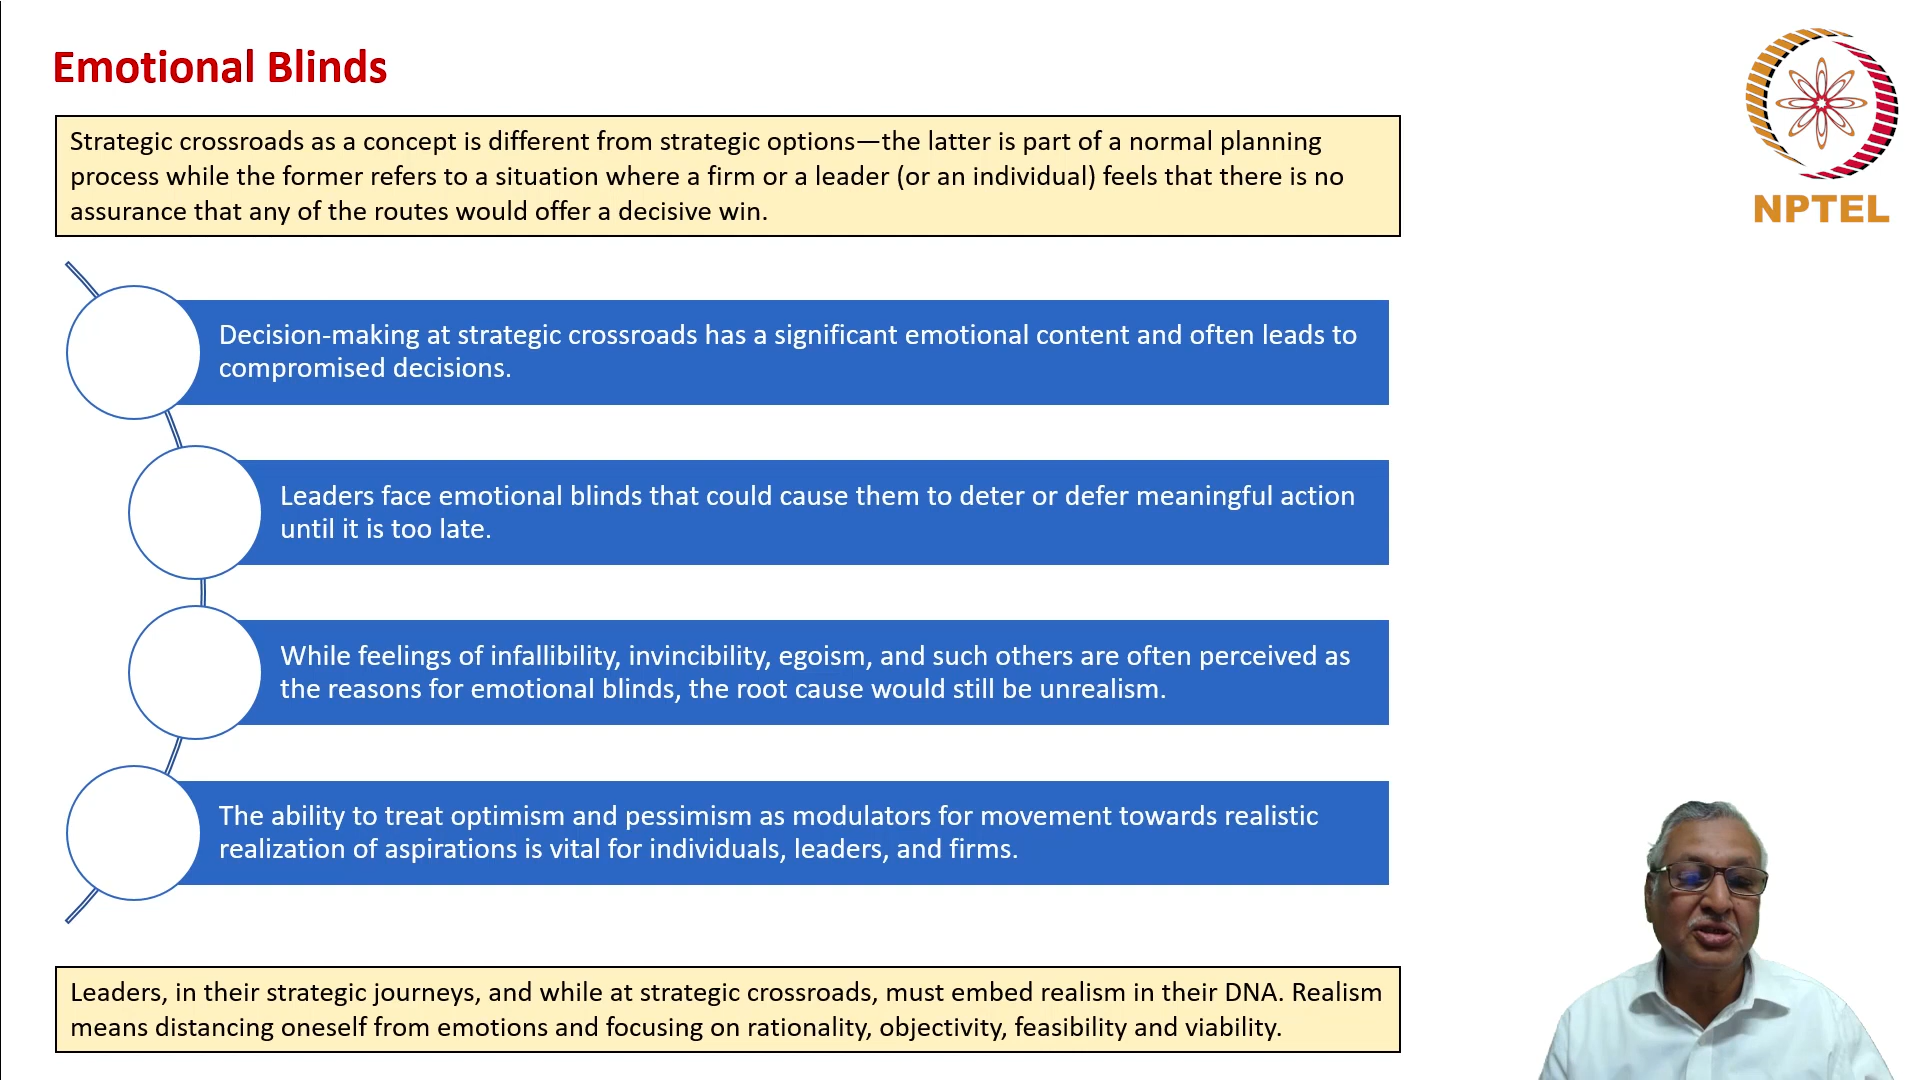 Emotional Blinds
Strategic crossroads as a concept is different from strategic options—the latter is part of a normal planning
process while the former refers to a situation where a firm or a leader (or an individual) feels that there is no
assurance that any of the routes would offer a decisive win.
Decision-making at strategic crossroads has a significant emotional content and often leads to
compromised decisions.
Leaders face emotional blinds that could cause them to deter or defer meaningful action
until it is too late.
While feelings of infallibility, invincibility, egoism, and such others are often perceived as
the reasons for emotional blinds, the root cause would still be unrealism.
The ability to treat optimism and pessimism as modulators for movement towards realistic
realization of aspirations is vital for individuals, leaders, and firms.
Leaders, in their strategic journeys, and while at strategic crossroads, must embed realism in their DNA. Realism
means distancing oneself from emotions and focusing on rationality, objectivity, feasibility and viability.
NPTEL